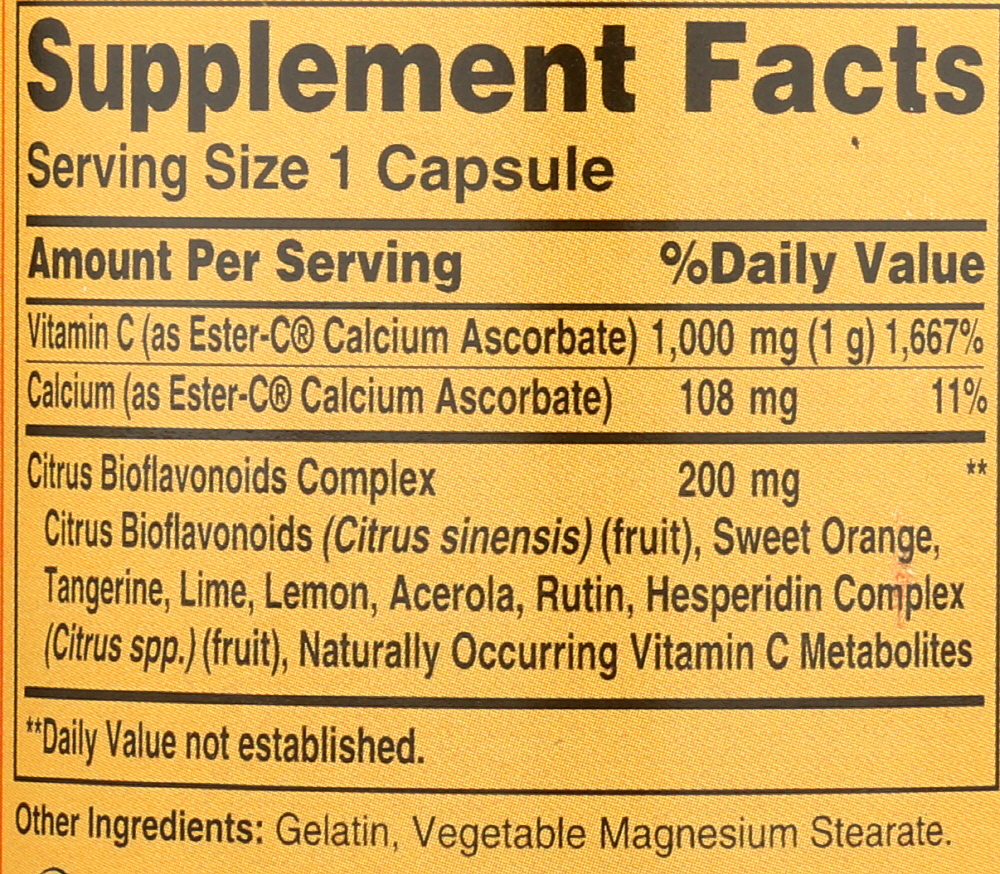 Supplement Facts
Serving Size 1 Capsule
Amount Per Serving %Daily Value
Vitamin C (as Ester-C® Calcium Ascorbate) 1,000 mg (1 g) 1,667%
Calcium (as Ester-C® Calcium Ascorbate) 108 mg 11%
Citrus Bioflavonoids Complex 200 mg **
Citrus Bioflavonoids (Citrus sinensis) (fruit), Sweet Orange,
Tangerine, Lime, Lemon, Acerola, Rutin, Hesperidin Complex
(Citrus spp.) (fruit), Naturally Occurring Vitamin C Metabolites
**Daily Value not established.
Other Ingredients: Gelatin, Vegetable Magnesium Stearate.